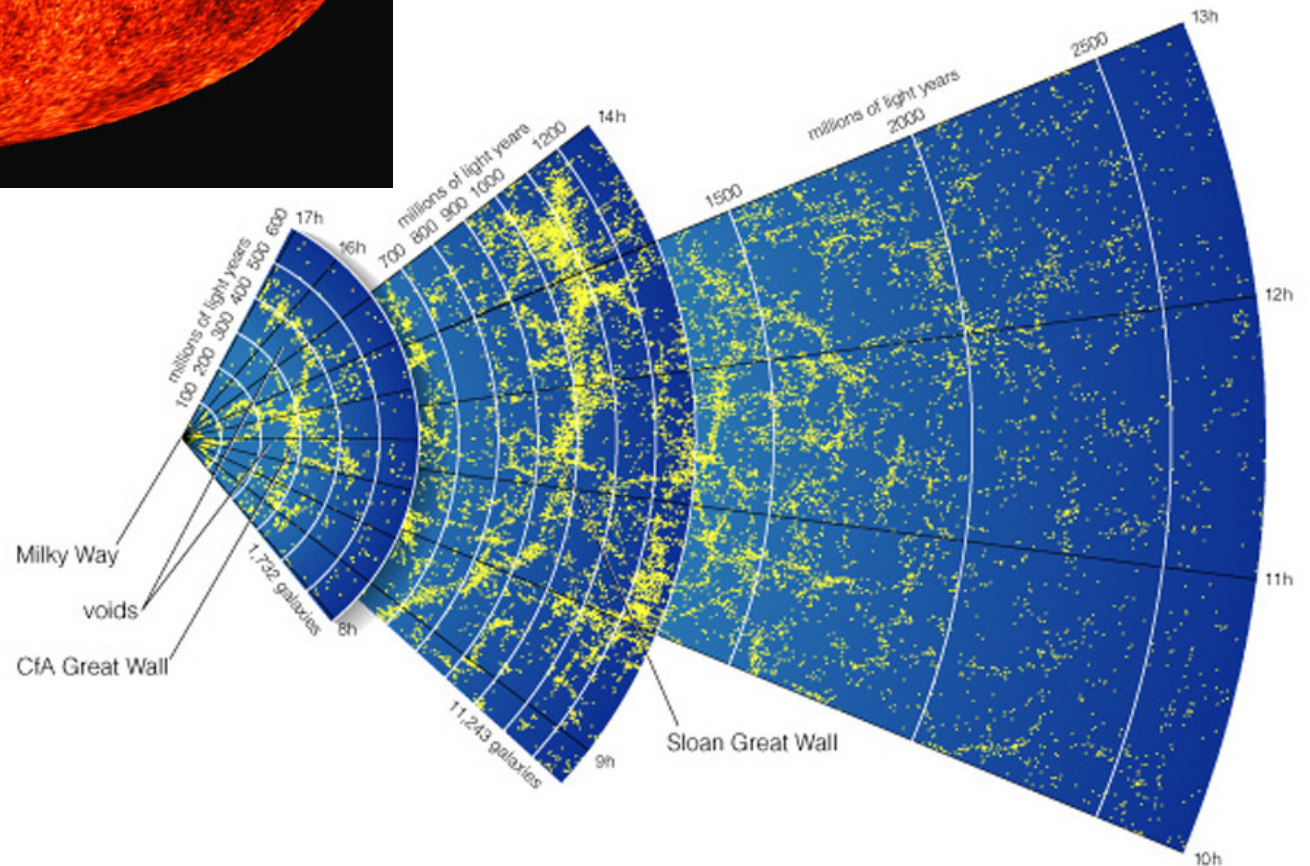 millions of light years
100 200 300 400 500 600
17h
16h
8h
1,732 galaxies
millions of light years
700 800 900 1000 1200
14h
9h
11,243 galaxies
millions of light years
1500 2000 2500
13h
12h
11h
10h
Milky Way
voids
CfA Great Wall
Sloan Great Wall